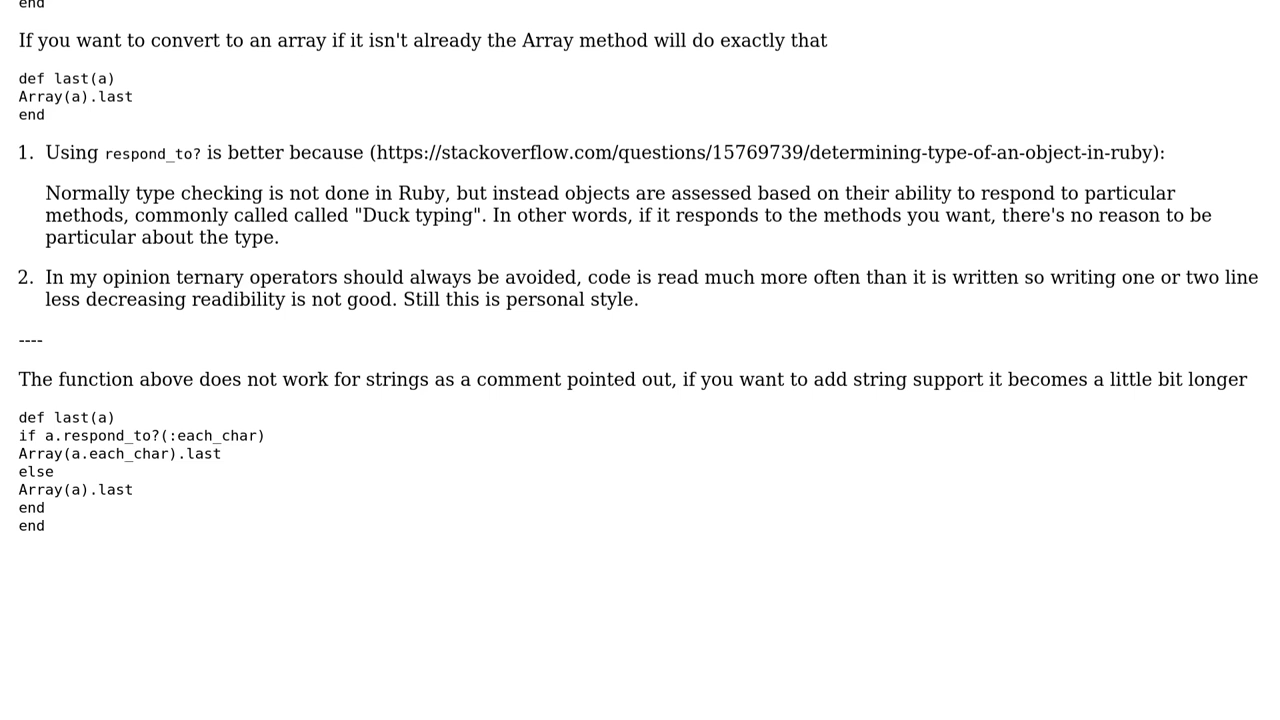 end
If you want to convert to an array if it isn't already the Array method will do exactly that
def last(a)
Array(a).last
end
1. Using respond_to? is better because (https://stackoverflow.com/questions/15769739/determining-type-of-an-object-in-ruby):
Normally type checking is not done in Ruby, but instead objects are assessed based on their ability to respond to particular
methods, commonly called called "Duck typing". In other words, if it responds to the methods you want, there's no reason to be
particular about the type.
2. In my opinion ternary operators should always be avoided, code is read much more often than it is written so writing one or two line
less decreasing readibility is not good. Still this is personal style.
----
The function above does not work for strings as a comment pointed out, if you want to add string support it becomes a little bit longer
def last(a)
if a.respond_to?(:each_char)
Array(a.each_char).last
else
Array(a).last
end
end